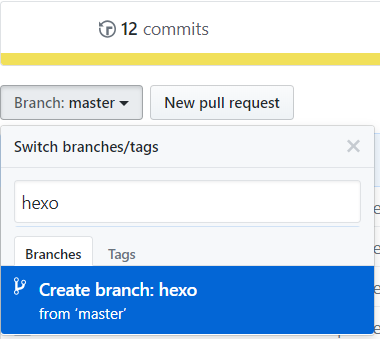 12 commits
Branch: master New pull request
Switch branches/tags
hexo
Branches Tags
Create branch: hexo
from ‘master’